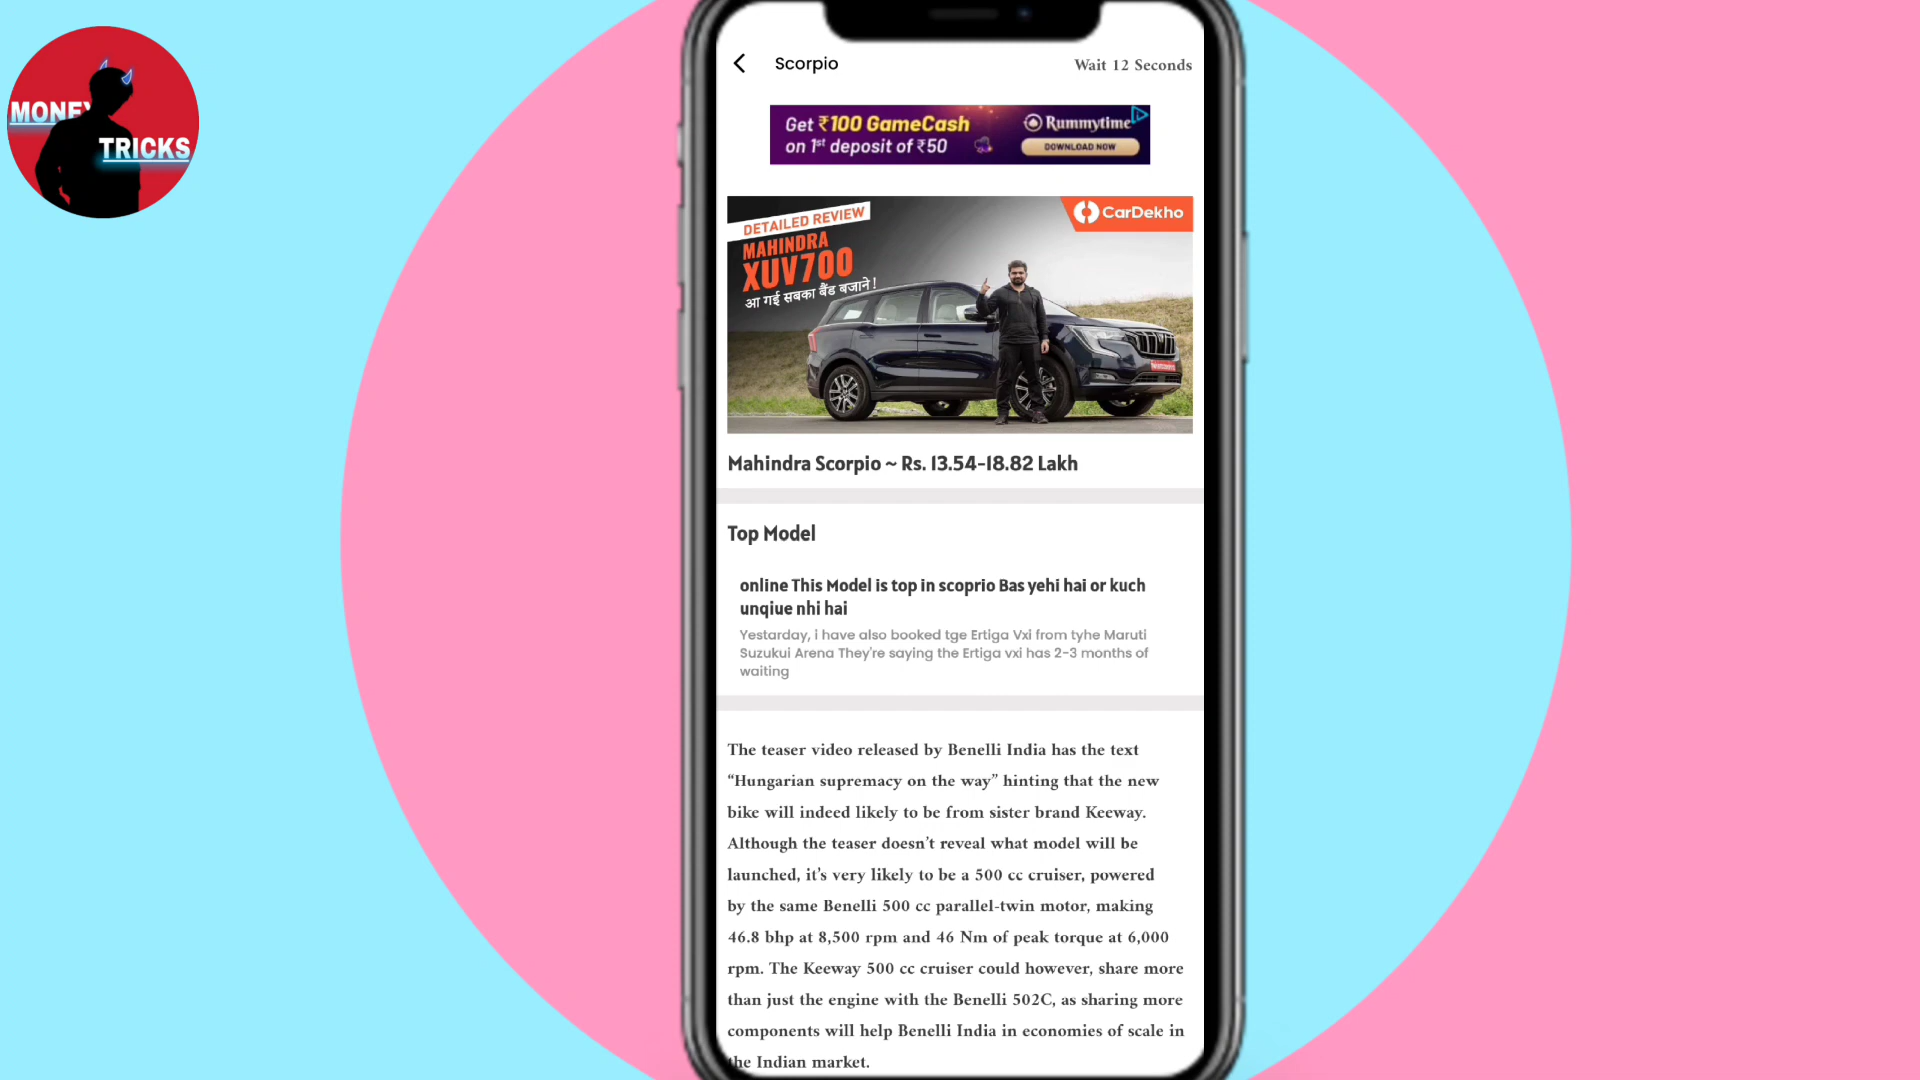 MONEY
TRICKS
Scorpio
Wait 12 Seconds
Get ₹100 GameCash
on 1st deposit of ₹50
Rummytime
DOWNLOAD NOW
DETAILED REVIEW
MAHINDRA
XUV700
आ गई सबका बैंड बजाने!
CarDekho
Mahindra Scorpio ~ Rs. 13.54-18.82 Lakh
Top Model
online This Model is top in scoprio Bas yehi hai or kuch
unqiue nhi hai
Yestarday, i have also booked tge Ertiga Vxi from tyhe Maruti
Suzukui Arena They're saying the Ertiga vxi has 2-3 months of
waiting
The teaser video released by Benelli India has the text
“Hungarian supremacy on the way” hinting that the new
bike will indeed likely to be from sister brand Keeway.
Although the teaser doesn’t reveal what model will be
launched, it’s very likely to be a 500 cc cruiser, powered
by the same Benelli 500 cc parallel-twin motor, making
46.8 bhp at 8,500 rpm and 46 Nm of peak torque at 6,000
rpm. The Keeway 500 cc cruiser could however, share more
than just the engine with the Benelli 502C, as sharing more
components will help Benelli India in economies of scale in
the Indian market.